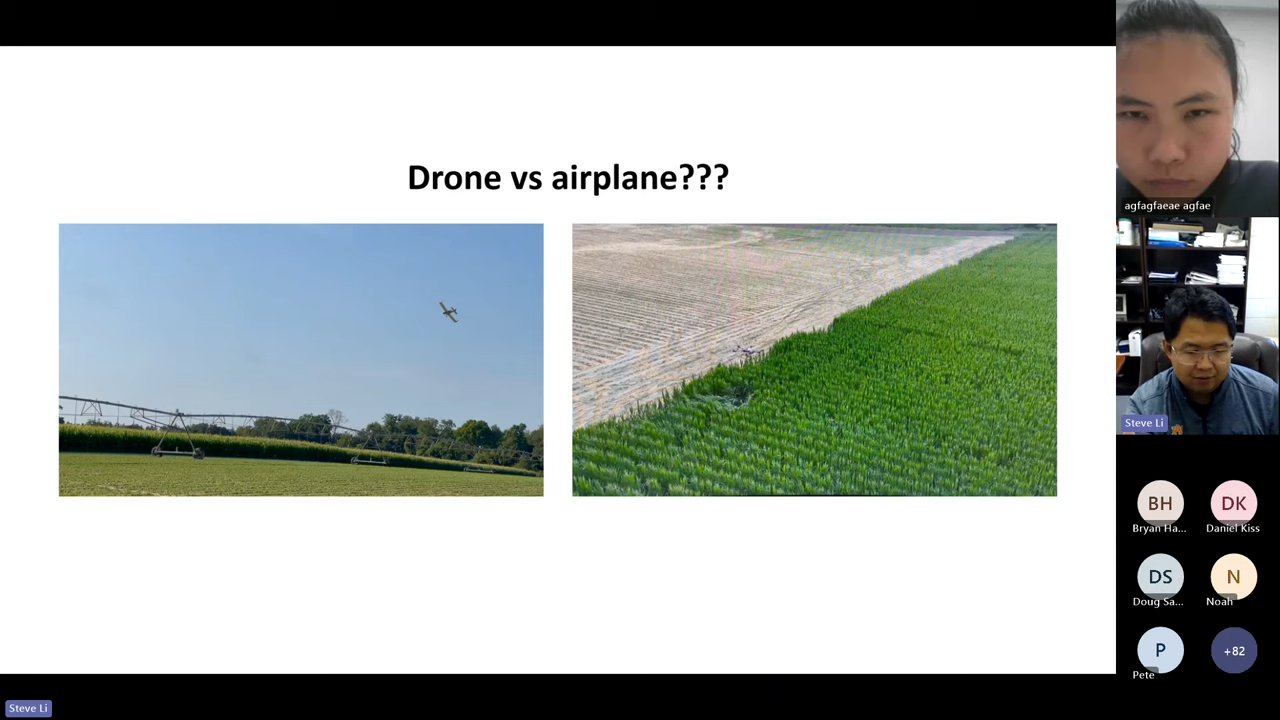 Drone vs airplane???
agfagfaeae agfae
Steve Li
BH
DK
Bryan Ha...
Daniel Kiss
DS
N
Doug Sa...
Noah
P
+82
Pete
Steve Li